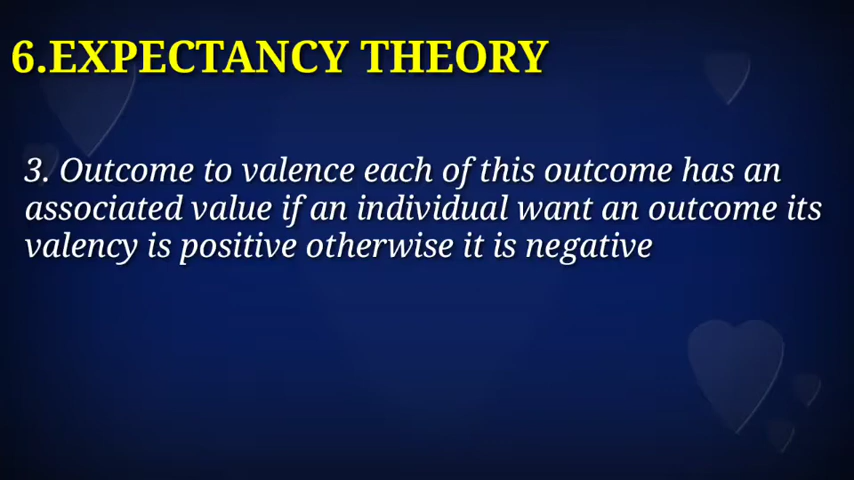 6.EXPECTANCY THEORY
3. Outcome to valence each of this outcome has an
associated value if an individual want an outcome its
valency is positive otherwise it is negative